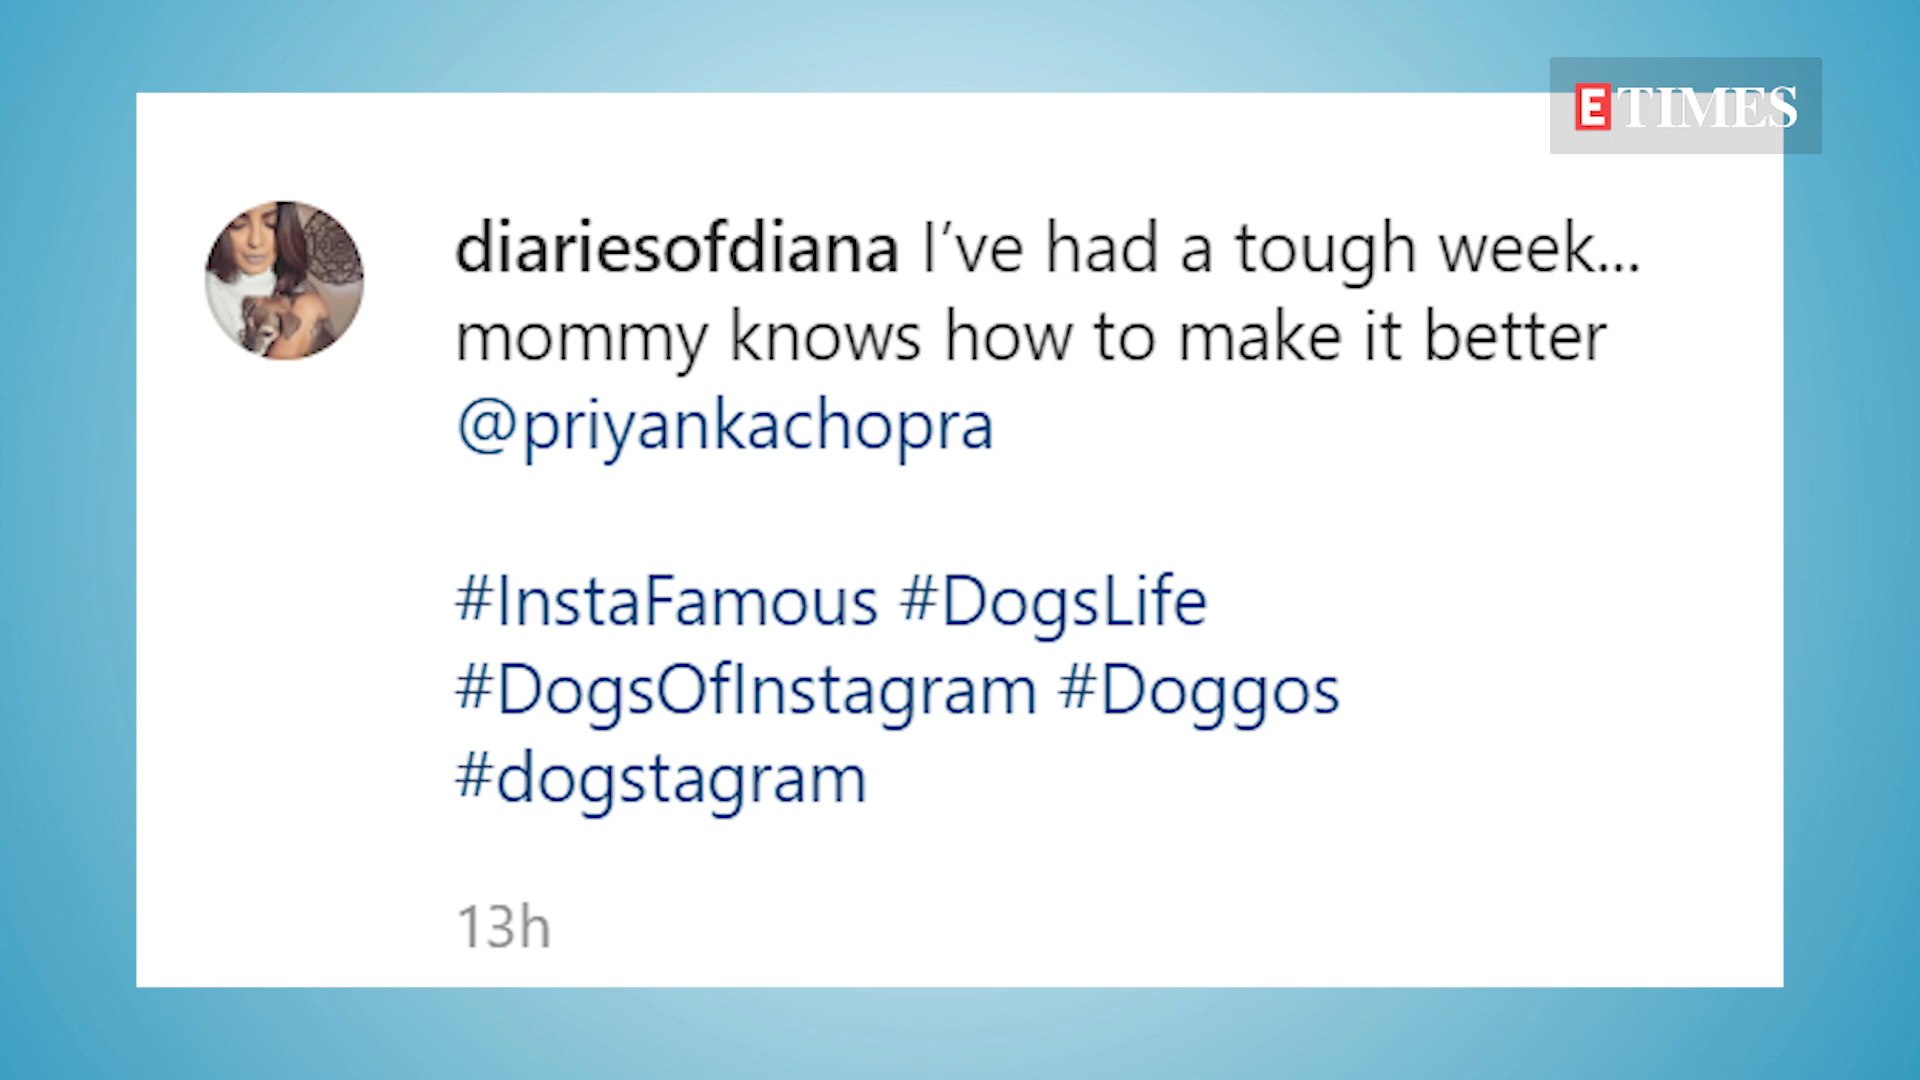 ETIMES
diariesofdiana I've had a tough week...
mommy knows how to make it better
@priyankachopra
#InstaFamous #DogsLife
#DogsOfInstagram #Doggos
#dogstagram
13h